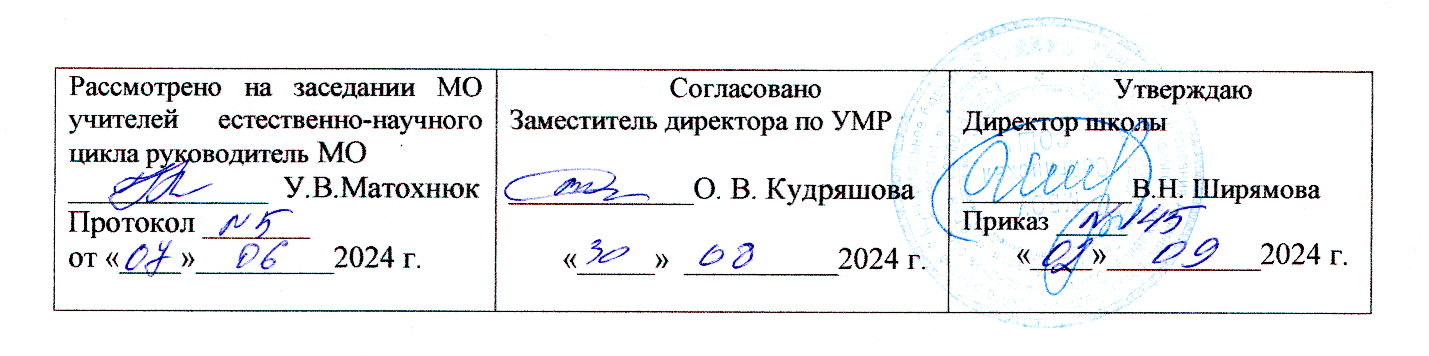 Рассмотрено на заседании МО
учителей естественно-научного
цикла руководитель МО
У.В.Матохнюк
Протокол №5
от «07» 06 2024 г.
Согласовано
Заместитель директора по УМР
О. В. Кудряшова
«30» 08 2024 г.
Утверждаю
Директор школы
В.Н. Ширямова
Приказ №145
«02» 09 2024 г.